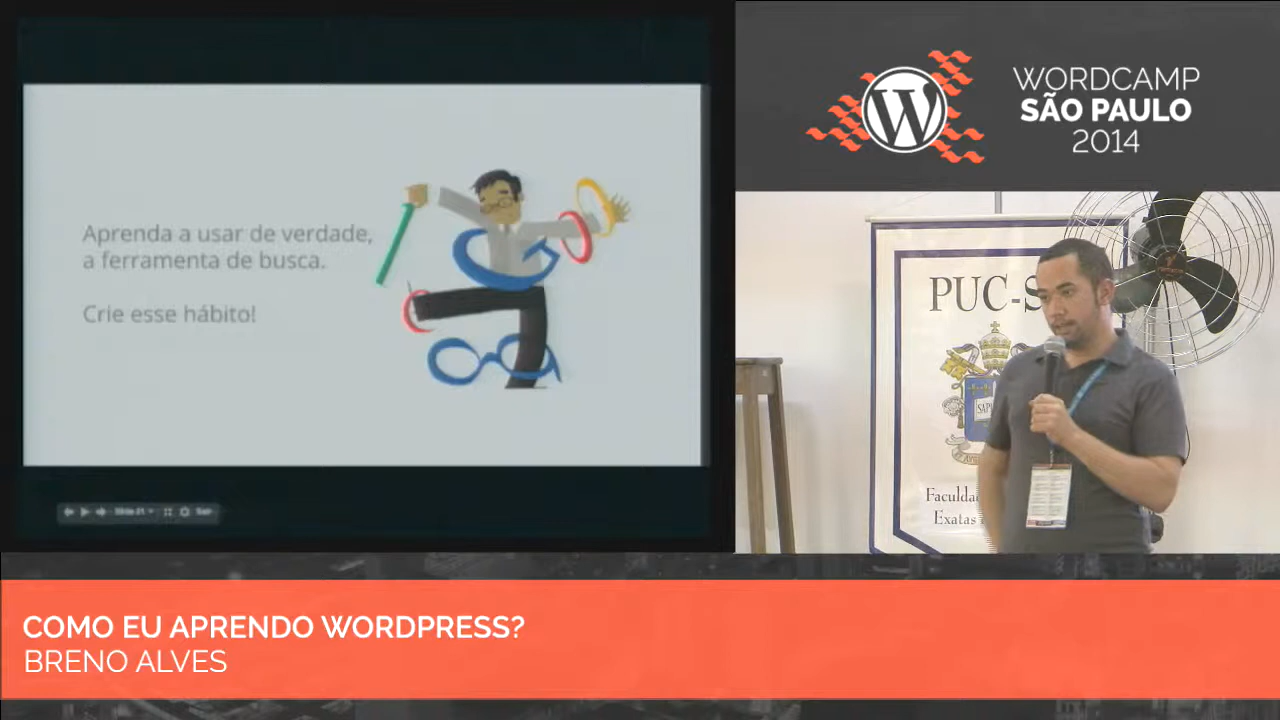 Aprenda a usar de verdade,
a ferramenta de busca.
Crie esse hábito!
WORDCAMP
SÃO PAULO
2014
PUC-S
Faculda
Exatas
COMO EU APRENDO WORDPRESS?
BRENO ALVES